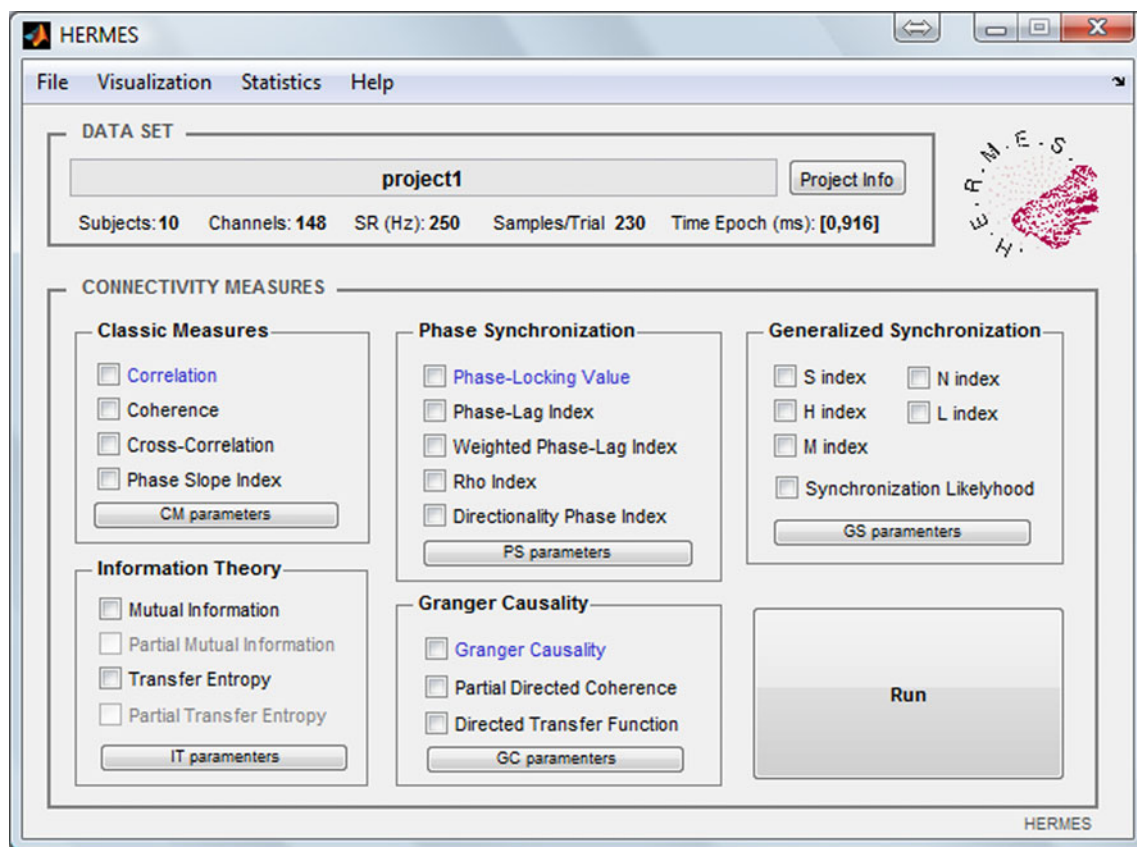 HERMES
File Visualization Statistics Help
DATA SET
project1
Project Info
Subjects: 10 Channels: 148 SR (Hz): 250 Samples/Trial 230 Time Epoch (ms): [0,916]
H.E.R.M.E.S.
CONNECTIVITY MEASURES
Classic Measures
Correlation
Coherence
Cross-Correlation
Phase Slope Index
CM parameters
Phase Synchronization
Phase-Locking Value
Phase-Lag Index
Weighted Phase-Lag Index
Rho Index
Directionality Phase Index
PS parameters
Generalized Synchronization
S index N index
H index L index
M index
Synchronization Likelyhood
GS paramenters
Information Theory
Mutual Information
Partial Mutual Information
Transfer Entropy
Partial Transfer Entropy
IT paramenters
Granger Causality
Granger Causality
Partial Directed Coherence
Directed Transfer Function
GC paramenters
Run
HERMES